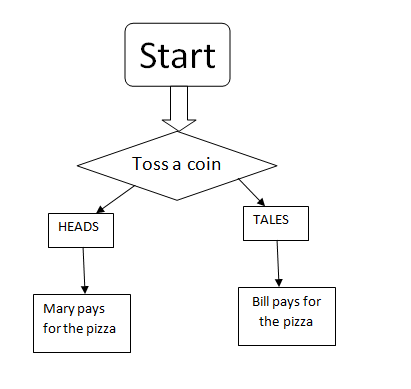 Start
Toss a coin
HEADS
TALES
Mary pays
for the pizza
Bill pays for
the pizza